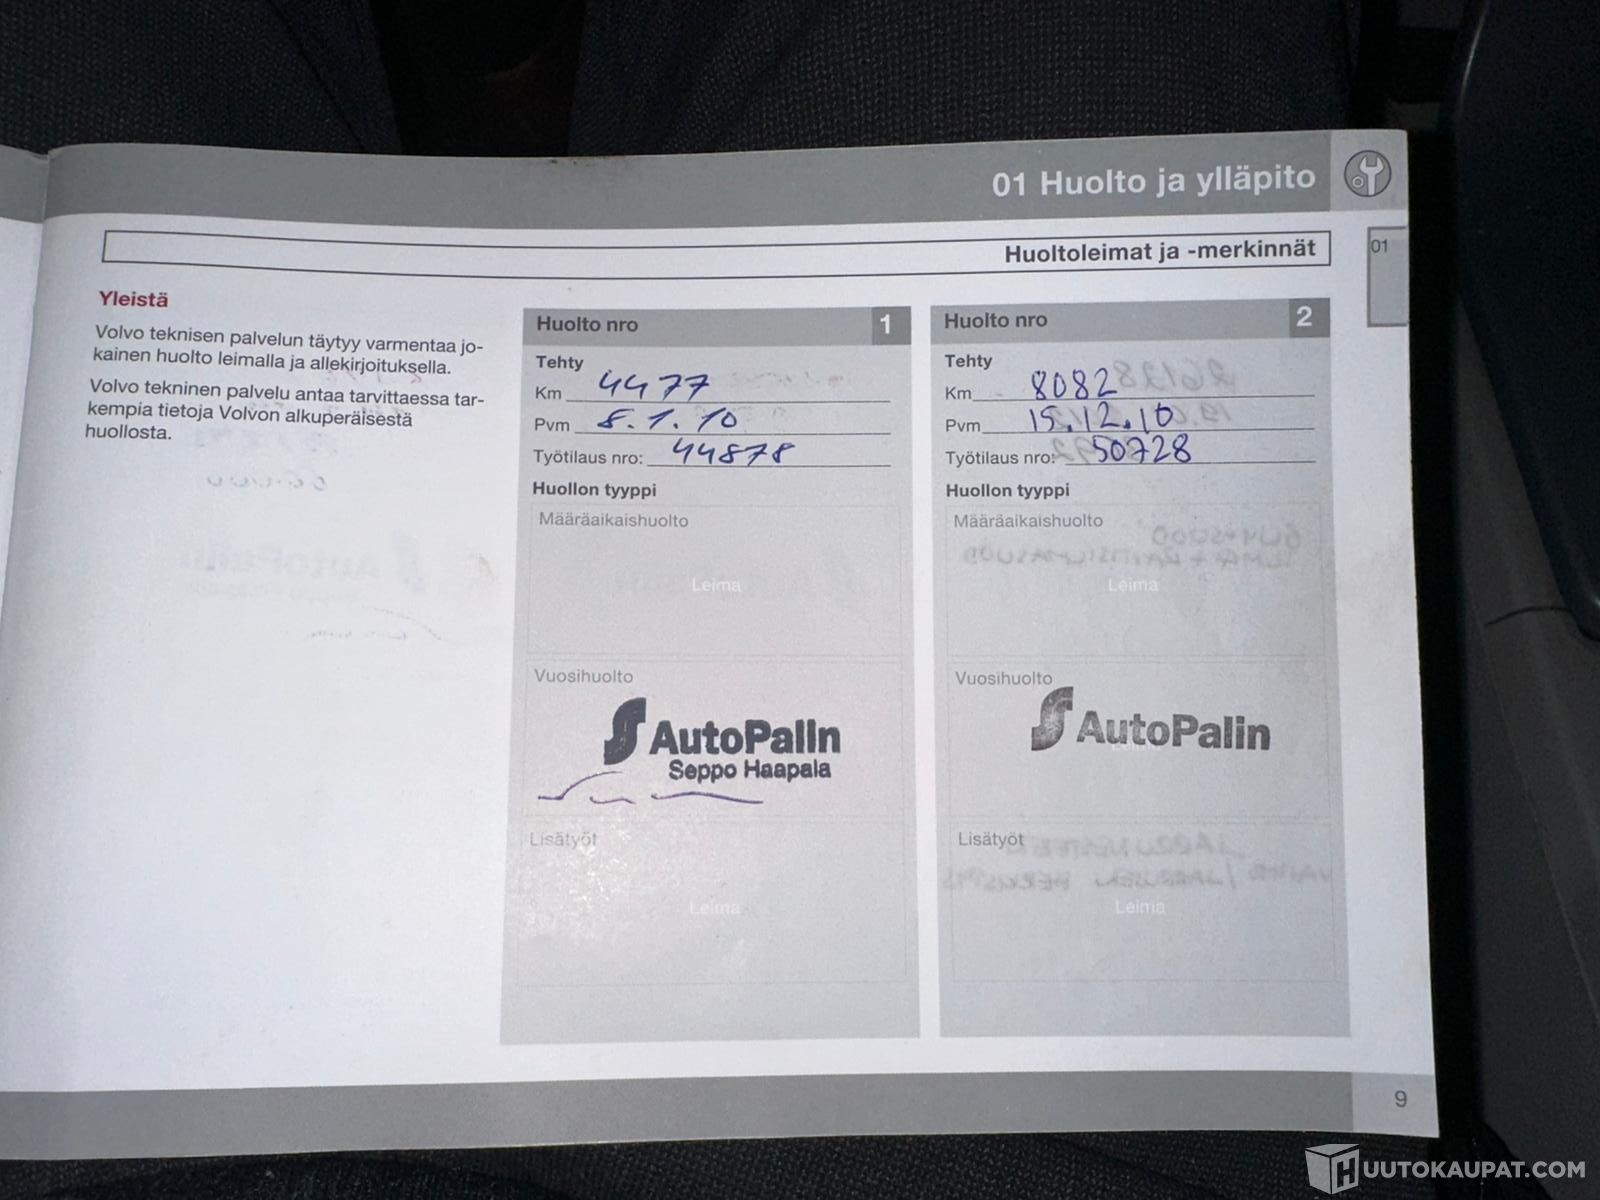 01 Huolto ja ylläpito
Huoltoleimat ja -merkinnät
01
Yleistä
Volvo teknisen palvelun täytyy varmentaa jo-
kainen huolto leimalla ja allekirjoituksella.
Volvo tekninen palvelu antaa tarvittaessa tar-
kempia tietoja Volvon alkuperäisestä
huollosta.
Huolto nro 1
Tehty
Km 4477
Pvm 8.1.10
Työtilaus nro: 44878
Huollon tyyppi
Määräaikaishuolto
Leima
Vuosihuolto
AutoPalin
Seppo Haapala
Lisätyöt
Leima
Huolto nro 2
Tehty
Km 8082
Pvm 15.12.10
Työtilaus nro: 50728
Huollon tyyppi
Määräaikaishuolto
Leima
Vuosihuolto
AutoPalin
Leima
Lisätyöt
Leima
9
HUUTOKAUPAT.COM